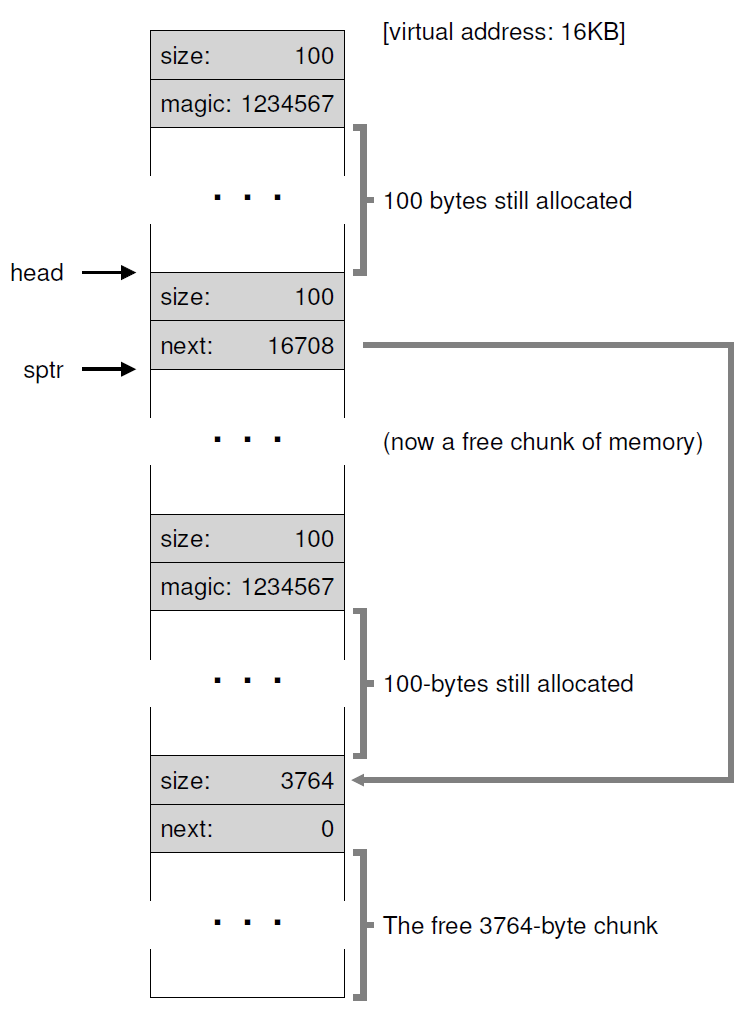 [virtual address: 16KB]
size: 100
magic: 1234567
. . .
100 bytes still allocated
head
size: 100
next: 16708
sptr
. . .
(now a free chunk of memory)
size: 100
magic: 1234567
. . .
100-bytes still allocated
size: 3764
next: 0
. . .
The free 3764-byte chunk